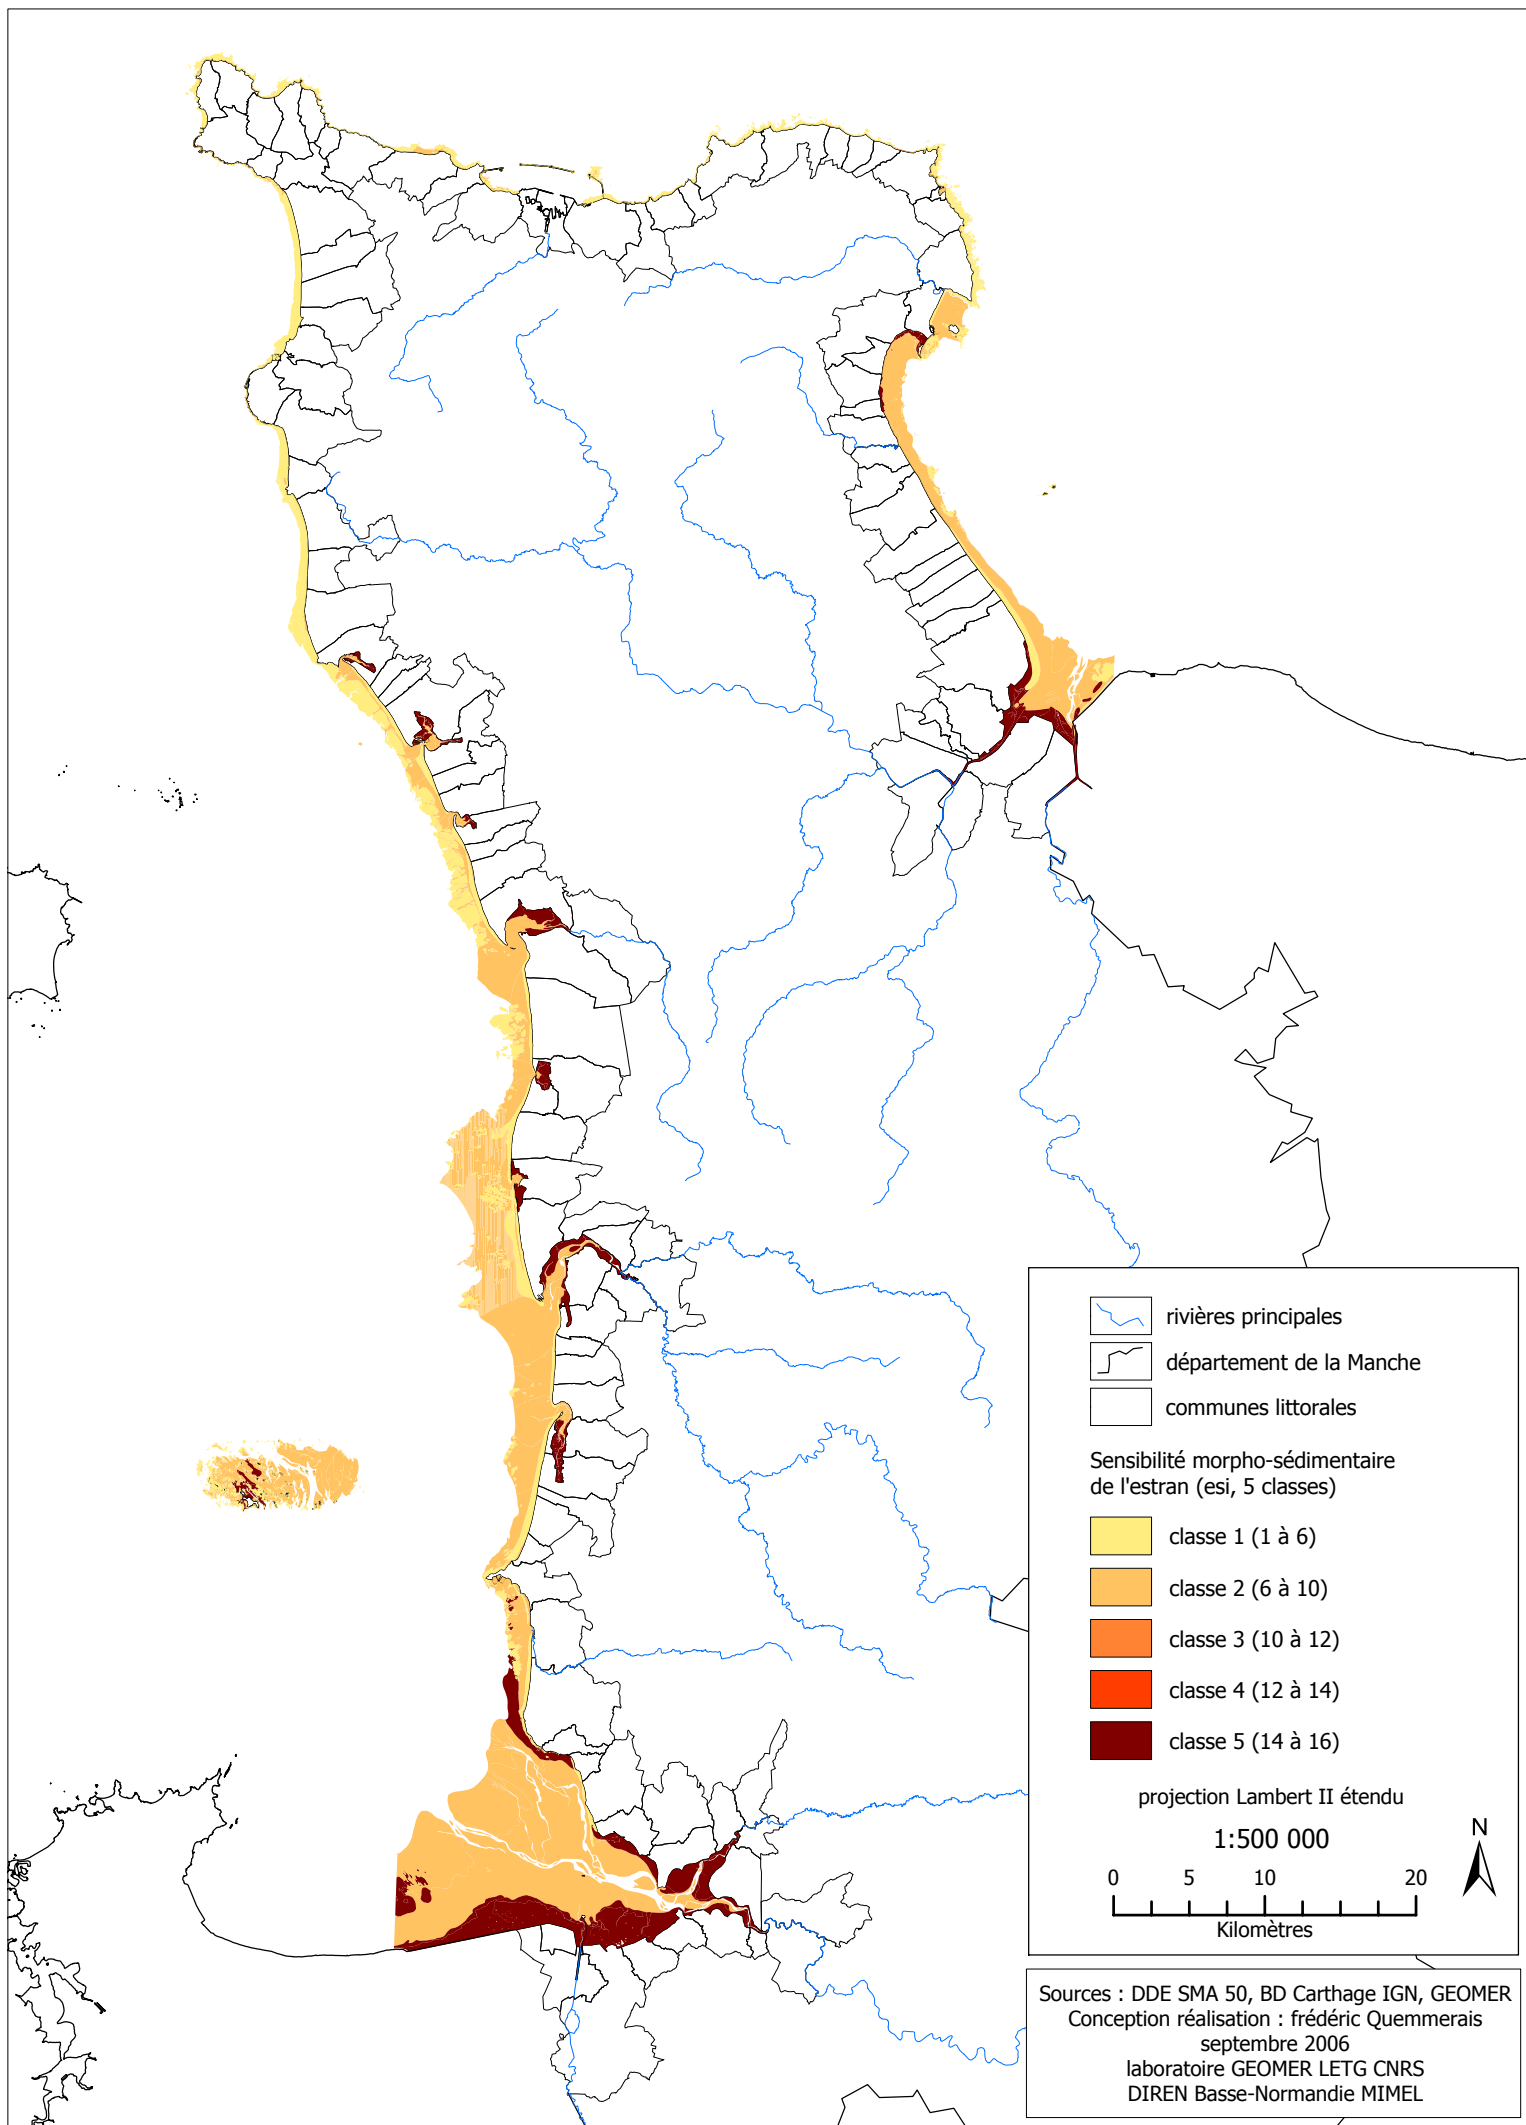 rivières principales
département de la Manche
communes littorales
Sensibilité morpho-sédimentaire
de l'estran (esi, 5 classes)
classe 1 (1 à 6)
classe 2 (6 à 10)
classe 3 (10 à 12)
classe 4 (12 à 14)
classe 5 (14 à 16)
projection Lambert II étendu
1:500 000
N
0 5 10 20
Kilomètres
Sources : DDE SMA 50, BD Carthage IGN, GEOMER
Conception réalisation : frédéric Quemmerais
septembre 2006
laboratoire GEOMER LETG CNRS
DIREN Basse-Normandie MIMEL